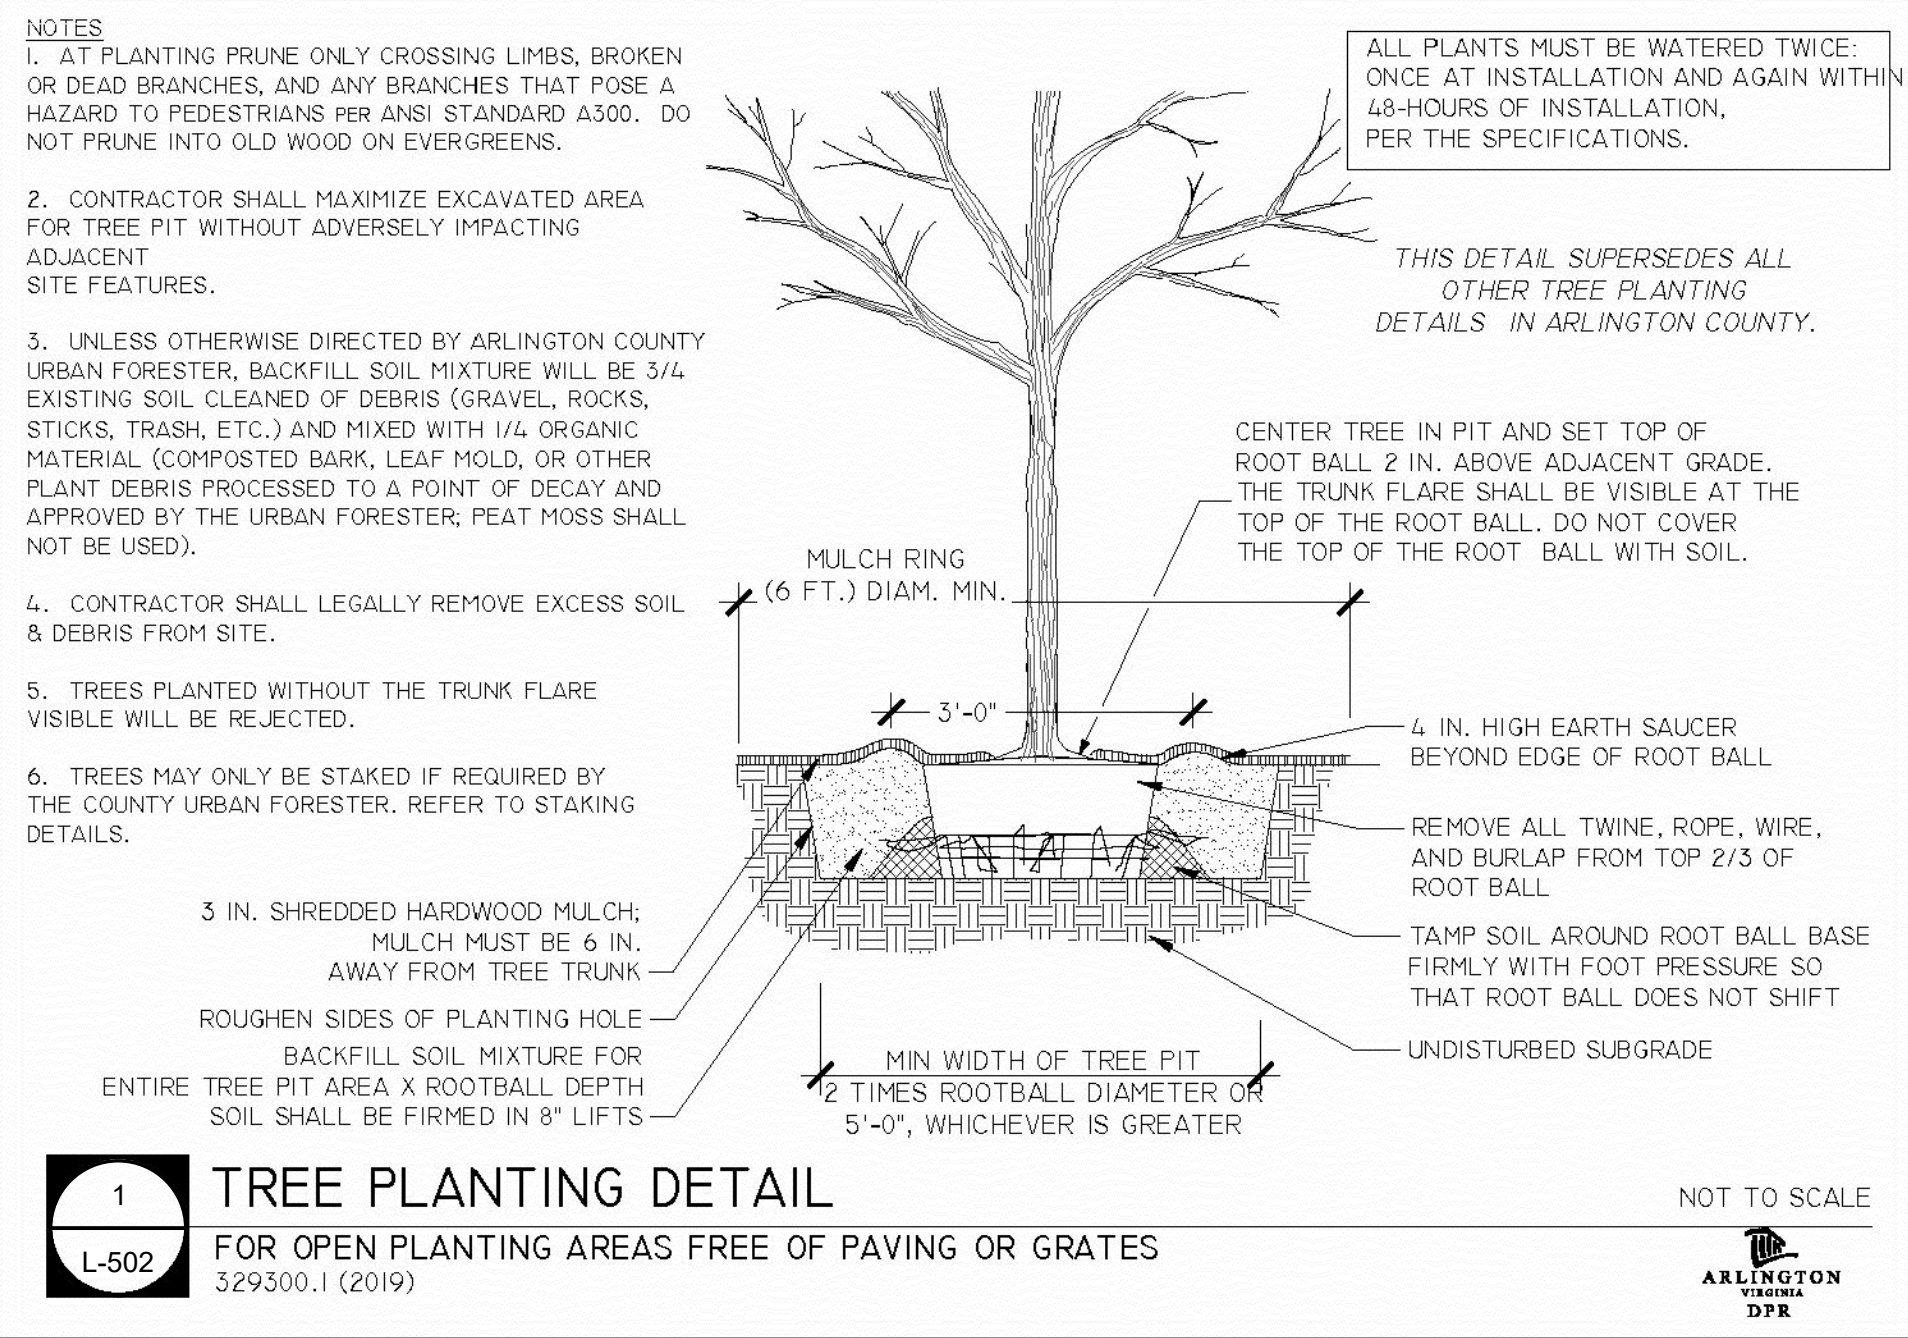 NOTES
1. AT PLANTING PRUNE ONLY CROSSING LIMBS, BROKEN
OR DEAD BRANCHES, AND ANY BRANCHES THAT POSE A
HAZARD TO PEDESTRIANS PER ANSI STANDARD A300. DO
NOT PRUNE INTO OLD WOOD ON EVERGREENS.
2. CONTRACTOR SHALL MAXIMIZE EXCAVATED AREA
FOR TREE PIT WITHOUT ADVERSELY IMPACTING
ADJACENT
SITE FEATURES.
3. UNLESS OTHERWISE DIRECTED BY ARLINGTON COUNTY
URBAN FORESTER, BACKFILL SOIL MIXTURE WILL BE 3/4
EXISTING SOIL CLEANED OF DEBRIS (GRAVEL, ROCKS,
STICKS, TRASH, ETC.) AND MIXED WITH 1/4 ORGANIC
MATERIAL (COMPOSTED BARK, LEAF MOLD, OR OTHER
PLANT DEBRIS PROCESSED TO A POINT OF DECAY AND
APPROVED BY THE URBAN FORESTER; PEAT MOSS SHALL
NOT BE USED).
4. CONTRACTOR SHALL LEGALLY REMOVE EXCESS SOIL
& DEBRIS FROM SITE.
5. TREES PLANTED WITHOUT THE TRUNK FLARE
VISIBLE WILL BE REJECTED.
6. TREES MAY ONLY BE STAKED IF REQUIRED BY
THE COUNTY URBAN FORESTER. REFER TO STAKING
DETAILS.
ALL PLANTS MUST BE WATERED TWICE:
ONCE AT INSTALLATION AND AGAIN WITHIN
48-HOURS OF INSTALLATION,
PER THE SPECIFICATIONS.
THIS DETAIL SUPERSEDES ALL
OTHER TREE PLANTING
DETAILS IN ARLINGTON COUNTY.
CENTER TREE IN PIT AND SET TOP OF
ROOT BALL 2 IN. ABOVE ADJACENT GRADE.
THE TRUNK FLARE SHALL BE VISIBLE AT THE
TOP OF THE ROOT BALL. DO NOT COVER
THE TOP OF THE ROOT BALL WITH SOIL.
MULCH RING
(6 FT.) DIAM. MIN.
3'-0"
4 IN. HIGH EARTH SAUCER
BEYOND EDGE OF ROOT BALL
REMOVE ALL TWINE, ROPE, WIRE,
AND BURLAP FROM TOP 2/3 OF
ROOT BALL
TAMP SOIL AROUND ROOT BALL BASE
FIRMLY WITH FOOT PRESSURE SO
THAT ROOT BALL DOES NOT SHIFT
UNDISTURBED SUBGRADE
3 IN. SHREDDED HARDWOOD MULCH;
MULCH MUST BE 6 IN.
AWAY FROM TREE TRUNK
ROUGHEN SIDES OF PLANTING HOLE
BACKFILL SOIL MIXTURE FOR
ENTIRE TREE PIT AREA X ROOTBALL DEPTH
SOIL SHALL BE FIRMED IN 8" LIFTS
MIN WIDTH OF TREE PIT
2 TIMES ROOTBALL DIAMETER OR
5'-0", WHICHEVER IS GREATER
1
L-502
TREE PLANTING DETAIL
NOT TO SCALE
FOR OPEN PLANTING AREAS FREE OF PAVING OR GRATES
329300.1 (2019)
ARLINGTON
VIRGINIA
DPR